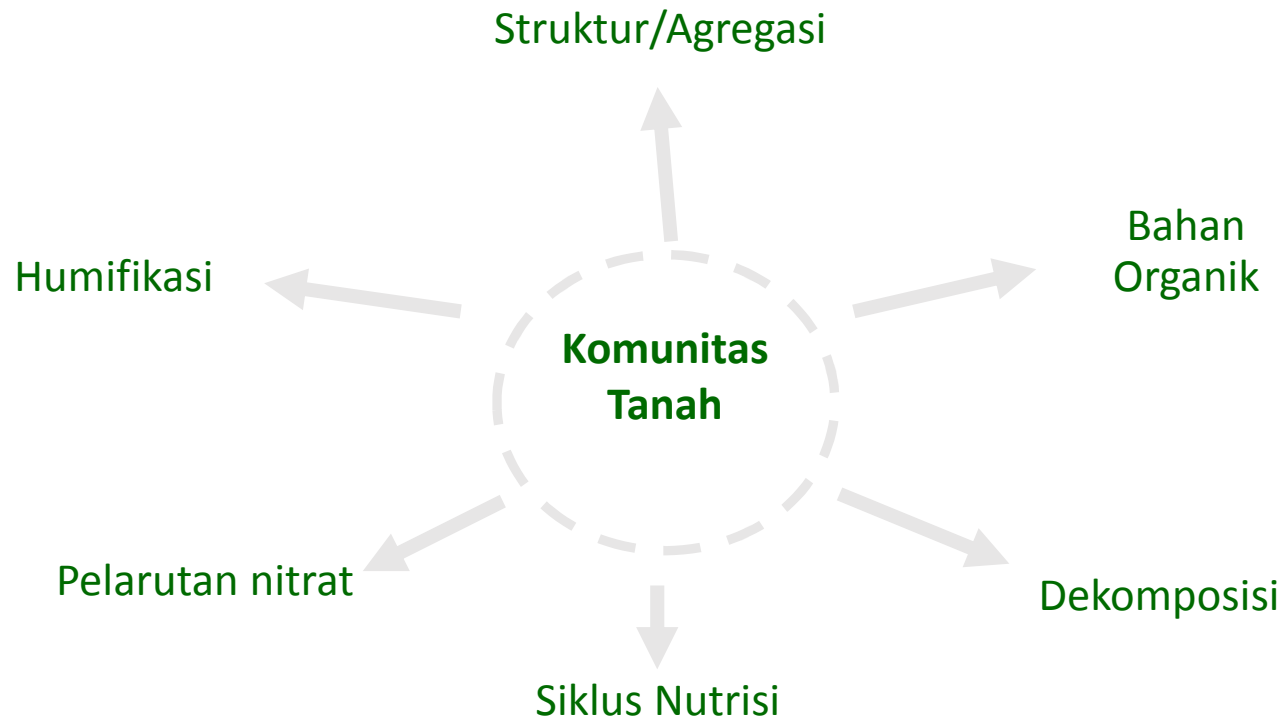 Struktur/Agregasi
Bahan
Organik
Humifikasi
Komunitas
Tanah
Pelarutan nitrat
Dekomposisi
Siklus Nutrisi